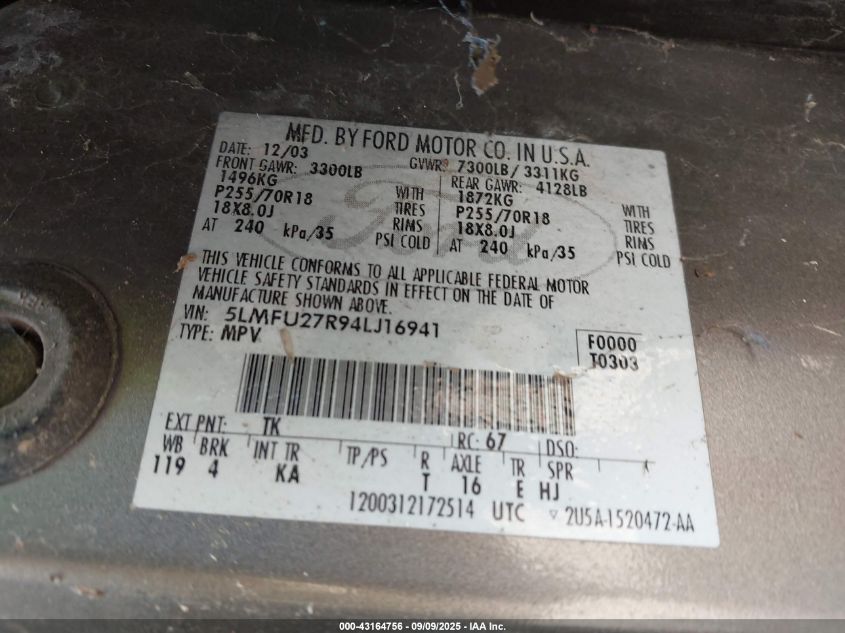 MFD. BY FORD MOTOR CO. IN U.S.A.
DATE: 12/03 GVWR: 7300LB/ 3311KG
FRONT GAWR: 3300LB REAR GAWR: 4128LB
1496KG WITH 1872KG WITH
P255/70R18 TIRES P255/70R18 TIRES
18X8.0J RIMS 18X8.0J RIMS
AT 240 kPa/35 PSI COLD AT 240 kPa/35 PSI COLD
Ford
THIS VEHICLE CONFORMS TO ALL APPLICABLE FEDERAL MOTOR
VEHICLE SAFETY STANDARDS IN EFFECT ON THE DATE OF
MANUFACTURE SHOWN ABOVE.
VIN: 5LMFU27R94LJ16941
TYPE: MPV
F0000
T0303
EXT PNT: TK RC: 67 DSO:
WB BRK INT TR TP/PS R AXLE TR SPR
119 4 KA T 16 E HJ
1200312172514 UTC ▽ 2U5A-1520472-AA
000-43164756 - 09/09/2025 - IAA Inc.